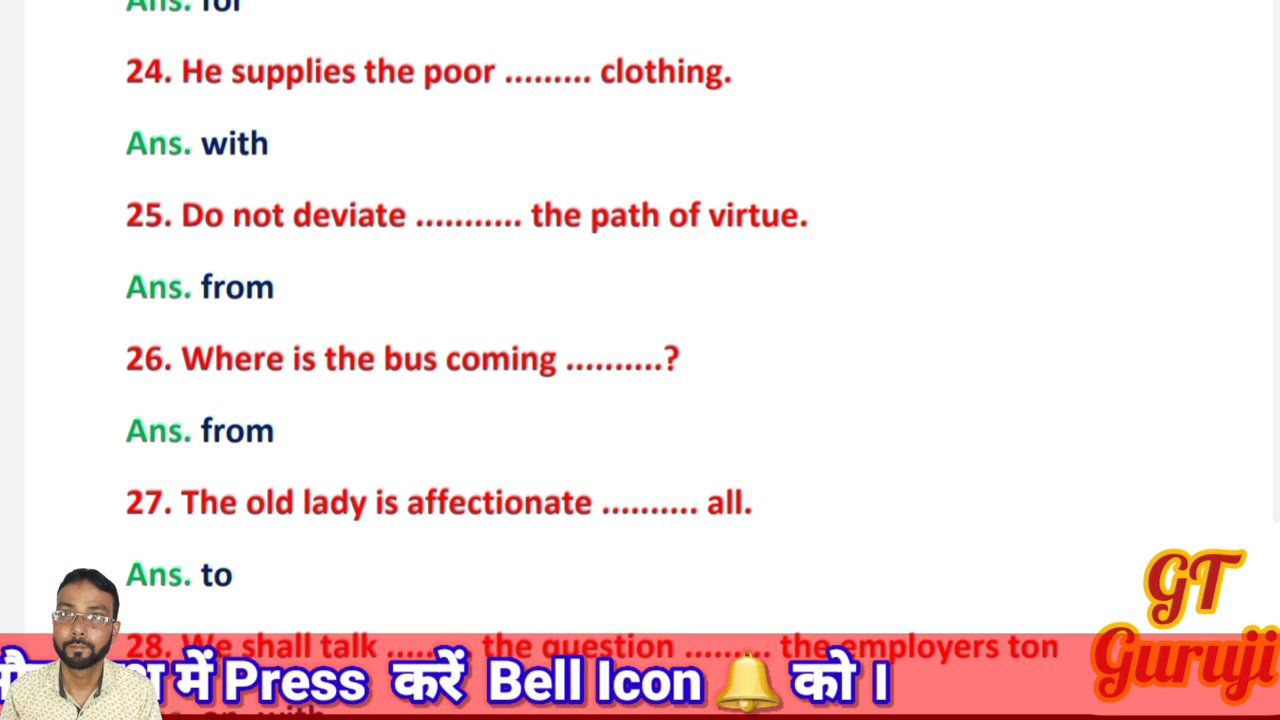 Ans. for
24. He supplies the poor ......... clothing.
Ans. with
25. Do not deviate ........... the path of virtue.
Ans. from
26. Where is the bus coming ..........?
Ans. from
27. The old lady is affectionate .......... all.
Ans. to
28. We shall talk ......... the question ......... the employers ton
में Press करें Bell Icon 🔔 को ।
on, with
GT
Guruji